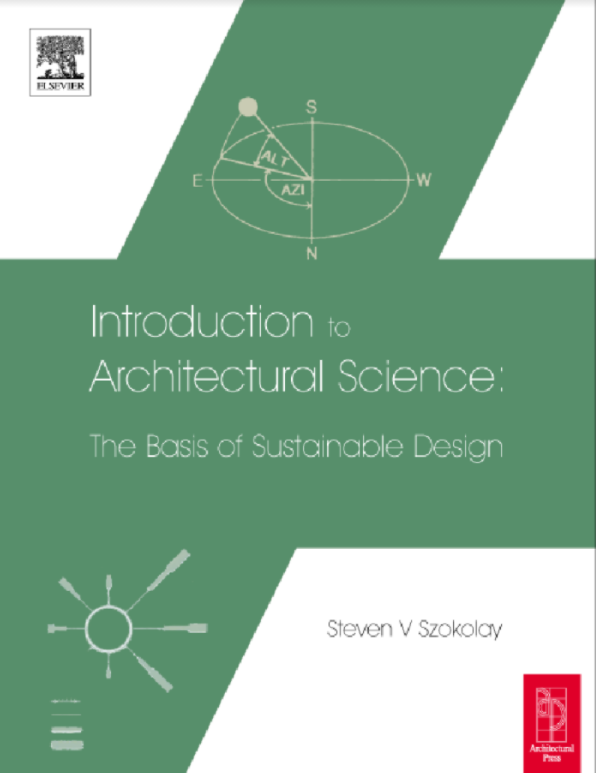 ELSEVIER
S
ALT
E
W
AZI
N
Introduction to
Architectural Science:
The Basis of Sustainable Design
Steven V Szokolay
Architectural
Press